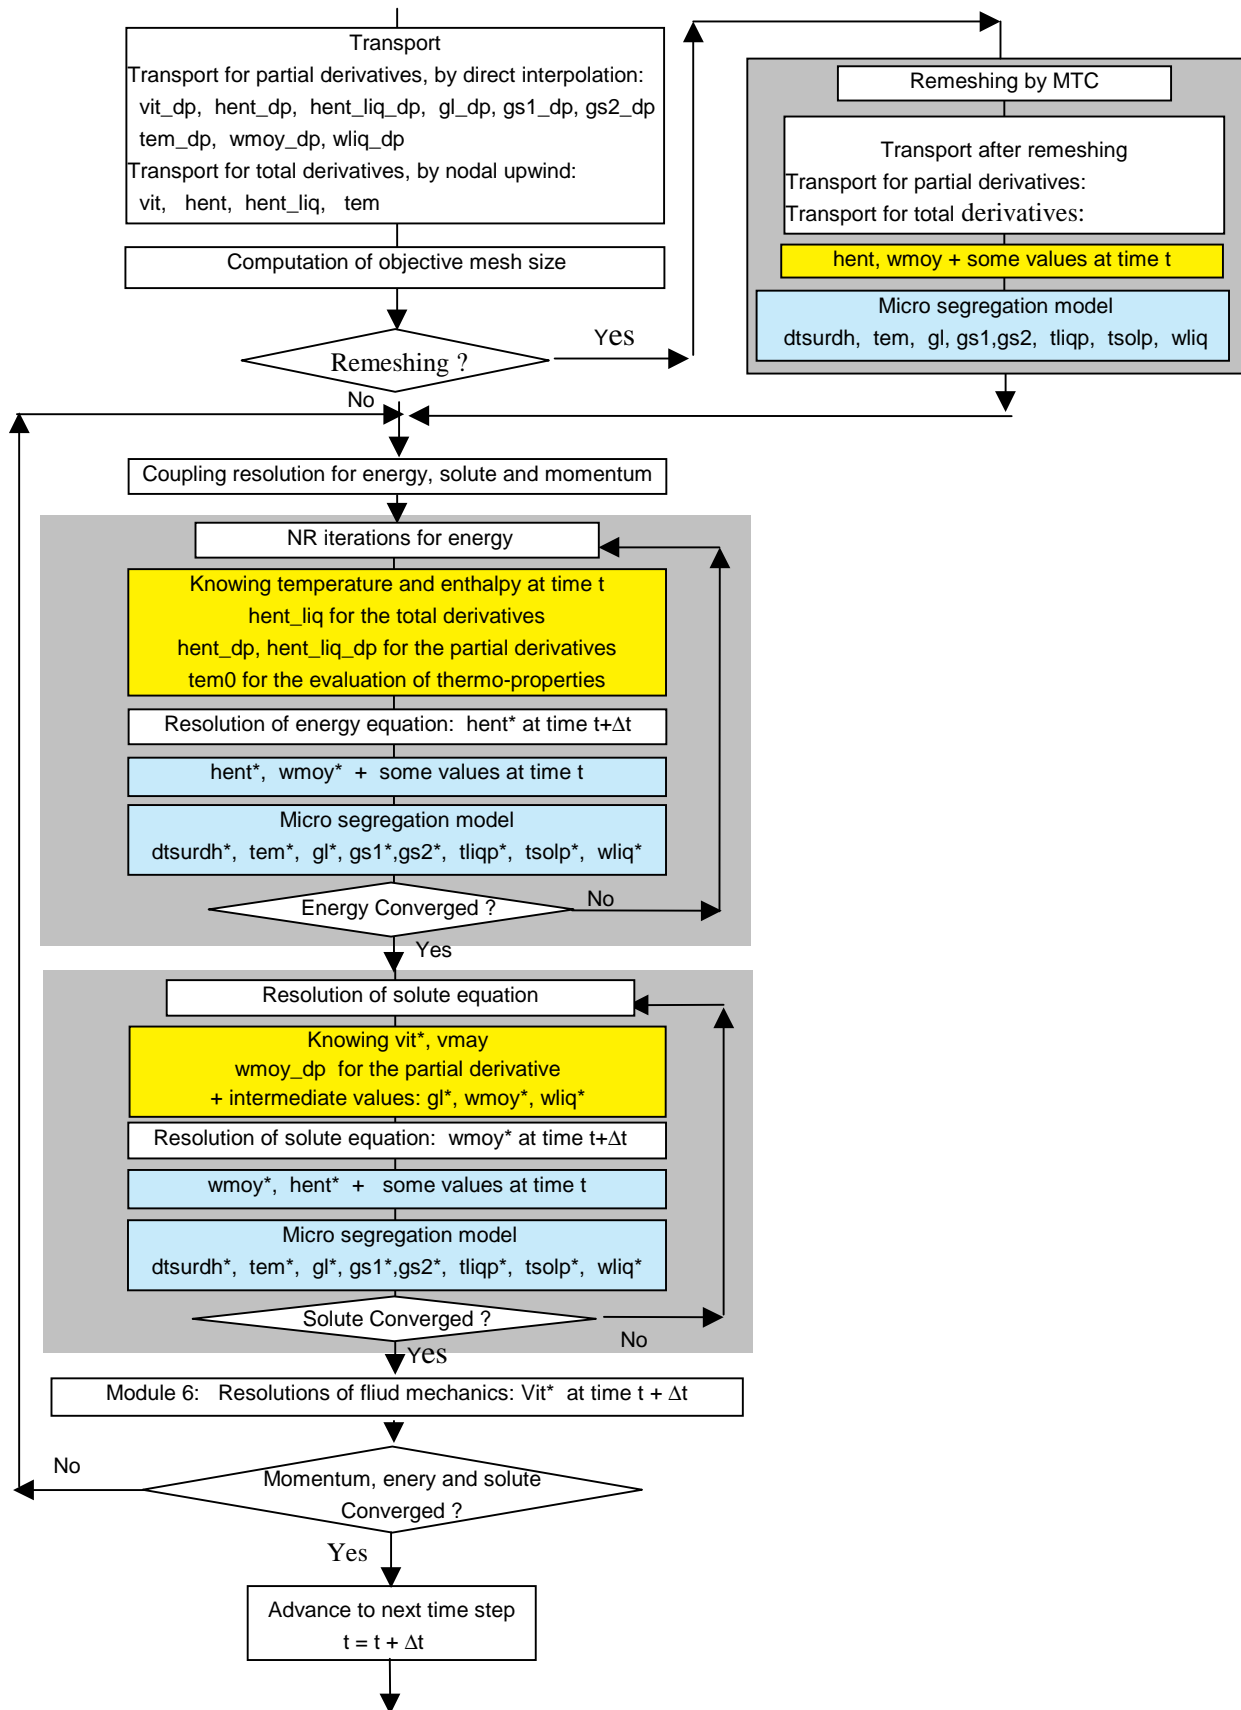 Transport
Transport for partial derivatives, by direct interpolation:
vit_dp, hent_dp, hent_liq_dp, gl_dp, gs1_dp, gs2_dp
tem_dp, wmoy_dp, wliq_dp
Transport for total derivatives, by nodal upwind:
vit, hent, hent_liq, tem
Computation of objective mesh size
Remeshing ?
Yes
No
Remeshing by MTC
Transport after remeshing
Transport for partial derivatives:
Transport for total derivatives:
hent, wmoy + some values at time t
Micro segregation model
dtsurdh, tem, gl, gs1,gs2, tliqp, tsolp, wliq
Coupling resolution for energy, solute and momentum
NR iterations for energy
Knowing temperature and enthalpy at time t
hent_liq for the total derivatives
hent_dp, hent_liq_dp for the partial derivatives
tem0 for the evaluation of thermo-properties
Resolution of energy equation: hent* at time t+Δt
hent*, wmoy* + some values at time t
Micro segregation model
dtsurdh*, tem*, gl*, gs1*,gs2*, tliqp*, tsolp*, wliq*
Energy Converged ?
No
Yes
Resolution of solute equation
Knowing vit*, vmay
wmoy_dp for the partial derivative
+ intermediate values: gl*, wmoy*, wliq*
Resolution of solute equation: wmoy* at time t+Δt
wmoy*, hent* + some values at time t
Micro segregation model
dtsurdh*, tem*, gl*, gs1*,gs2*, tliqp*, tsolp*, wliq*
Solute Converged ?
No
Yes
Module 6: Resolutions of fliud mechanics: Vit* at time t + Δt
No
Momentum, enery and solute
Converged ?
Yes
Advance to next time step
t = t + Δt